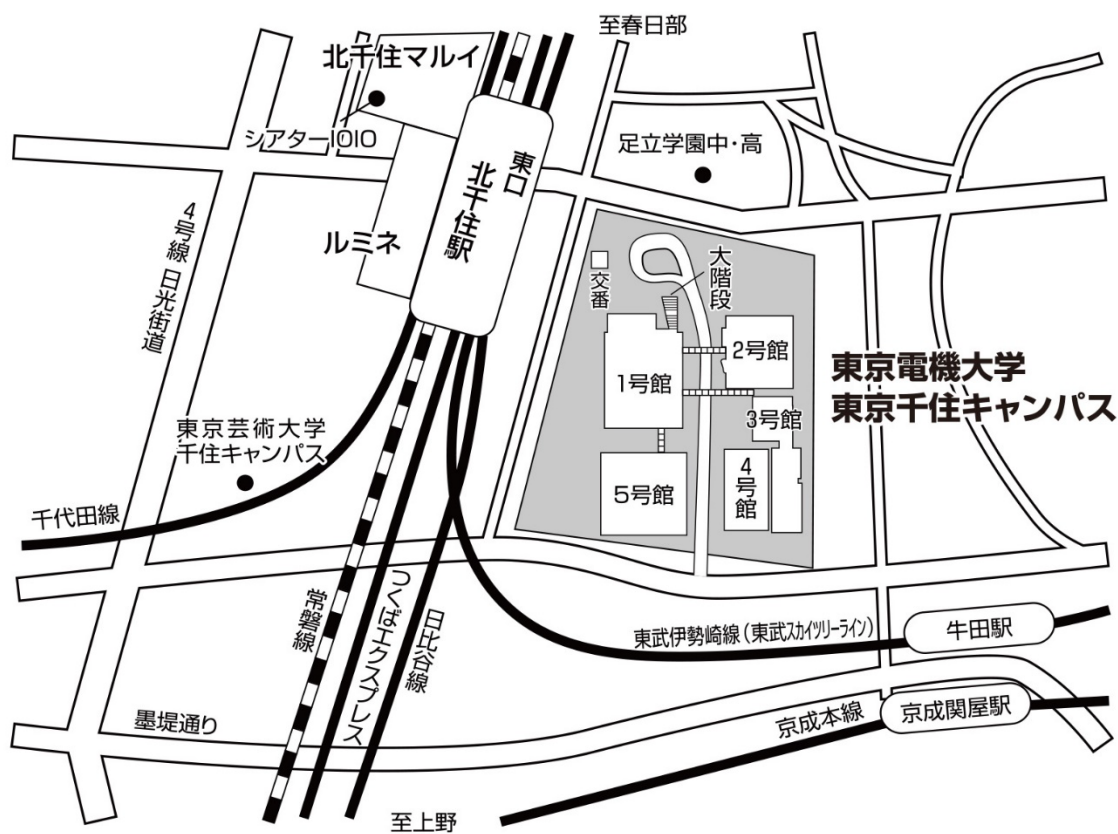 至春日部
北千住マルイ
シアター1010
東口
北千住駅
足立学園中・高
ルミネ
4号線 日光街道
交番
大階段
1号館
2号館
3号館
4号館
5号館
東京電機大学
東京千住キャンパス
東京芸術大学
千住キャンパス
千代田線
常磐線
つくばエクスプレス
日比谷線
東武伊勢崎線(東武スカイツリーライン)
牛田駅
墨堤通り
京成本線
京成関屋駅
至上野